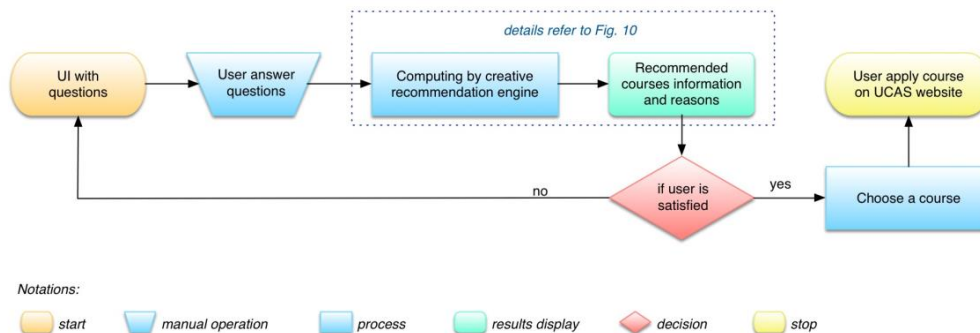 details refer to Fig. 10
UI with
questions
User answer
questions
Computing by creative
recommendation engine
Recommended
courses information
and reasons
User apply course
on UCAS website
no
if user is
satisfied
yes
Choose a course
Notations:
start
manual operation
process
results display
decision
stop